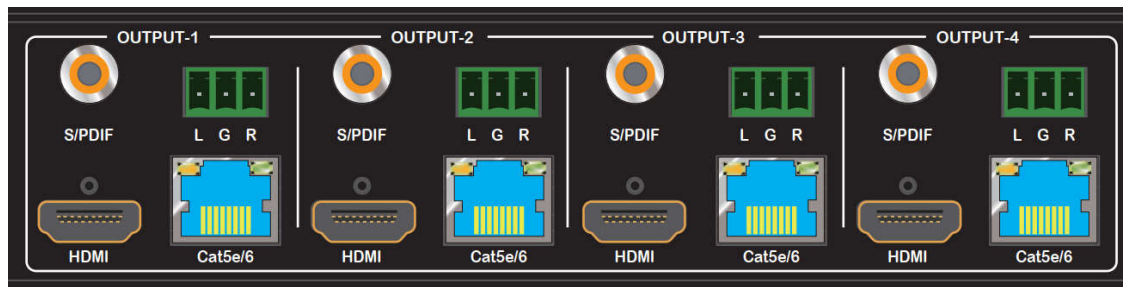 OUTPUT-1 OUTPUT-2 OUTPUT-3 OUTPUT-4
S/PDIF L G R S/PDIF L G R S/PDIF L G R S/PDIF L G R
HDMI Cat5e/6 HDMI Cat5e/6 HDMI Cat5e/6 HDMI Cat5e/6